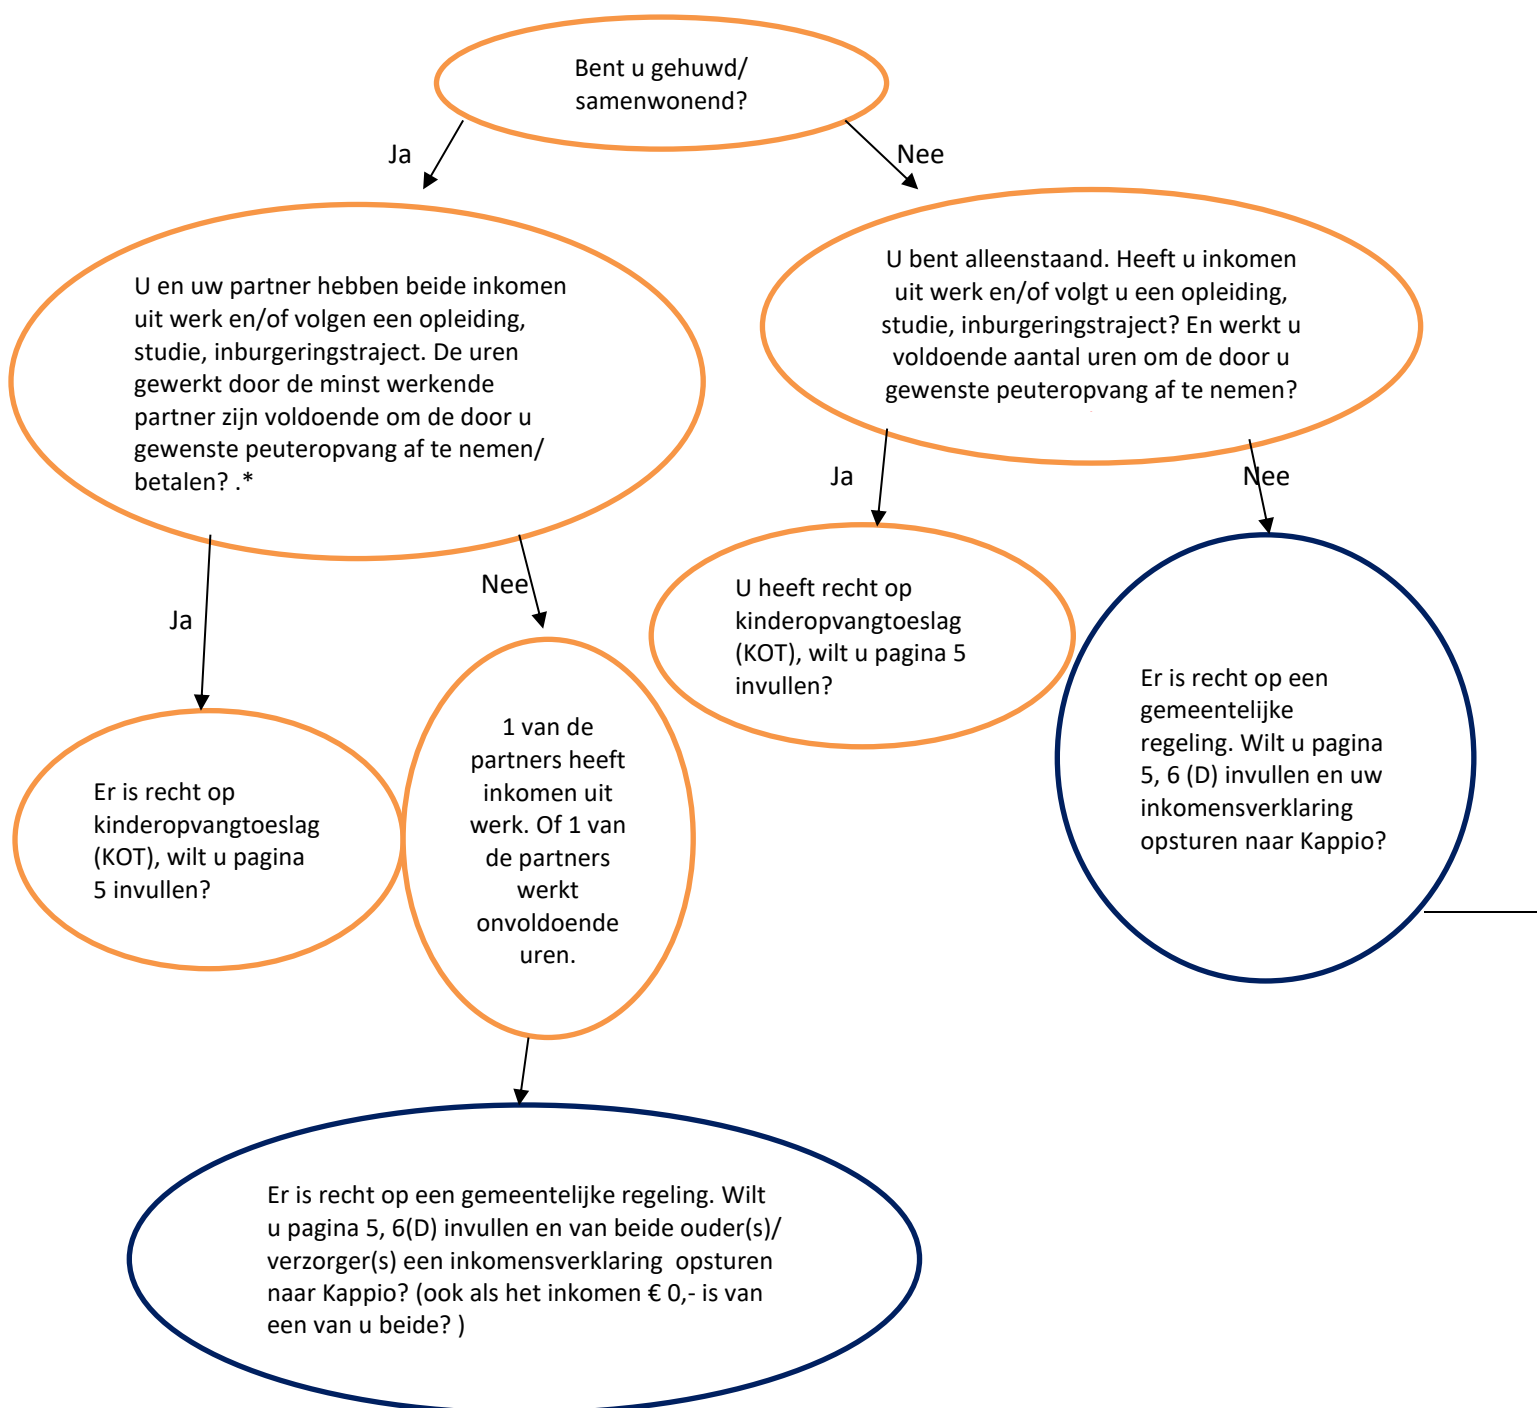 Bent u gehuwd/
samenwonend?
Ja
Nee
U en uw partner hebben beide inkomen
uit werk en/of volgen een opleiding,
studie, inburgeringstraject. De uren
gewerkt door de minst werkende
partner zijn voldoende om de door u
gewenste peuteropvang af te nemen/
betalen? .*
U bent alleenstaand. Heeft u inkomen
uit werk en/of volgt u een opleiding,
studie, inburgeringstraject? En werkt u
voldoende aantal uren om de door u
gewenste peuteropvang af te nemen?
Ja
Nee
Ja
Nee
U heeft recht op
kinderopvangtoeslag
(KOT), wilt u pagina 5
invullen?
Er is recht op een
gemeentelijke
regeling. Wilt u pagina
5, 6 (D) invullen en uw
inkomensverklaring
opsturen naar Kappio?
Er is recht op
kinderopvangtoeslag
(KOT), wilt u pagina
5 invullen?
1 van de
partners heeft
inkomen uit
werk. Of 1 van
de partners
werkt
onvoldoende
uren.
Er is recht op een gemeentelijke regeling. Wilt
u pagina 5, 6(D) invullen en van beide ouder(s)/
verzorger(s) een inkomensverklaring  opsturen
naar Kappio? (ook als het inkomen € 0,- is van
een van u beide? )